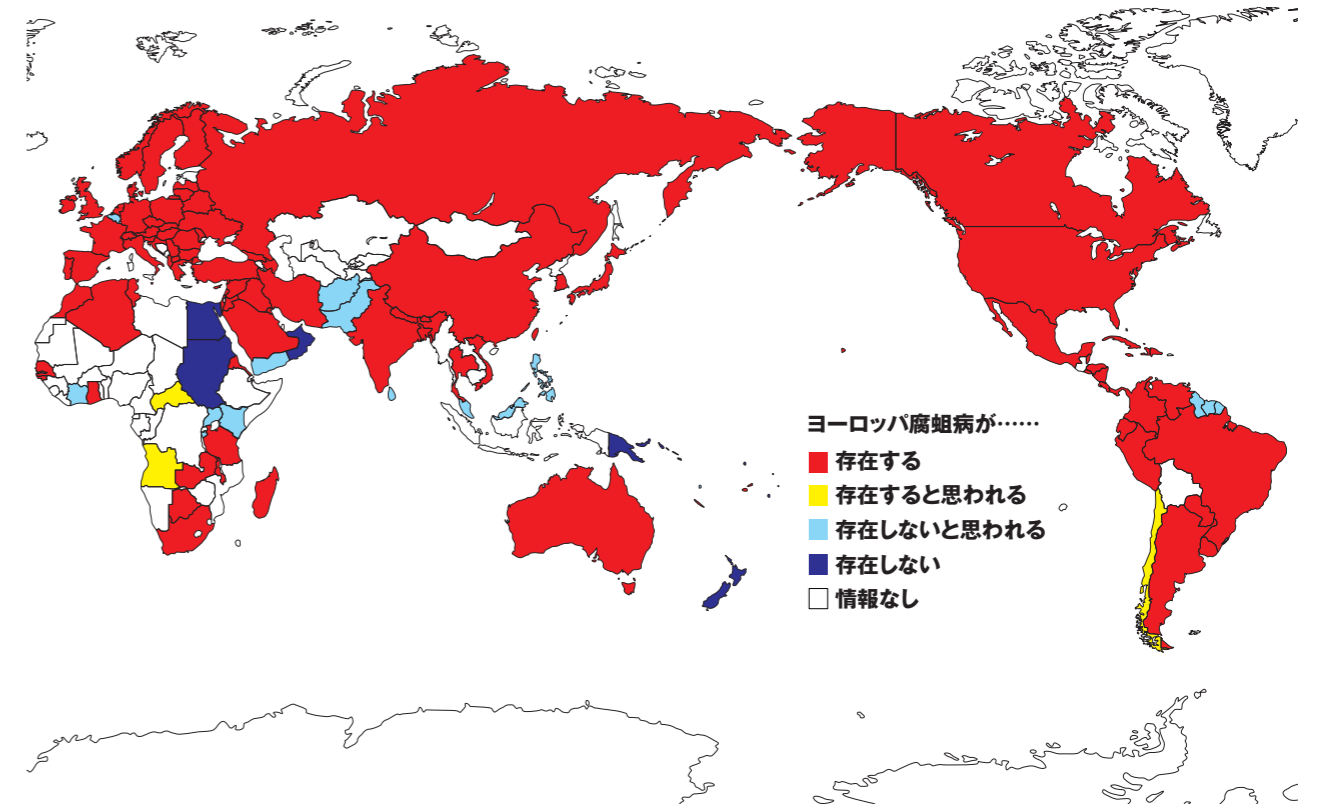 ヨーロッパ腐蛆病が……
存在する
存在すると思われる
存在しないと思われる
存在しない
情報なし